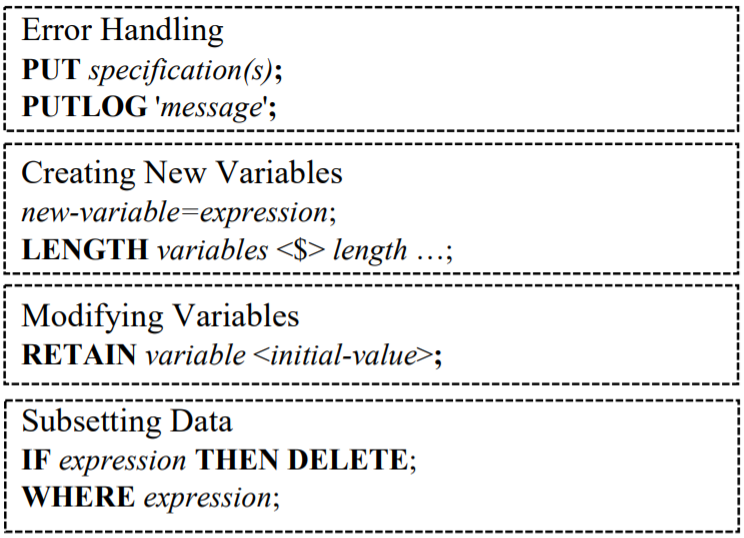 Error Handling
PUT specification(s);
PUTLOG 'message';
Creating New Variables
new-variable=expression;
LENGTH variables <$> length …;
Modifying Variables
RETAIN variable <initial-value>;
Subsetting Data
IF expression THEN DELETE;
WHERE expression;